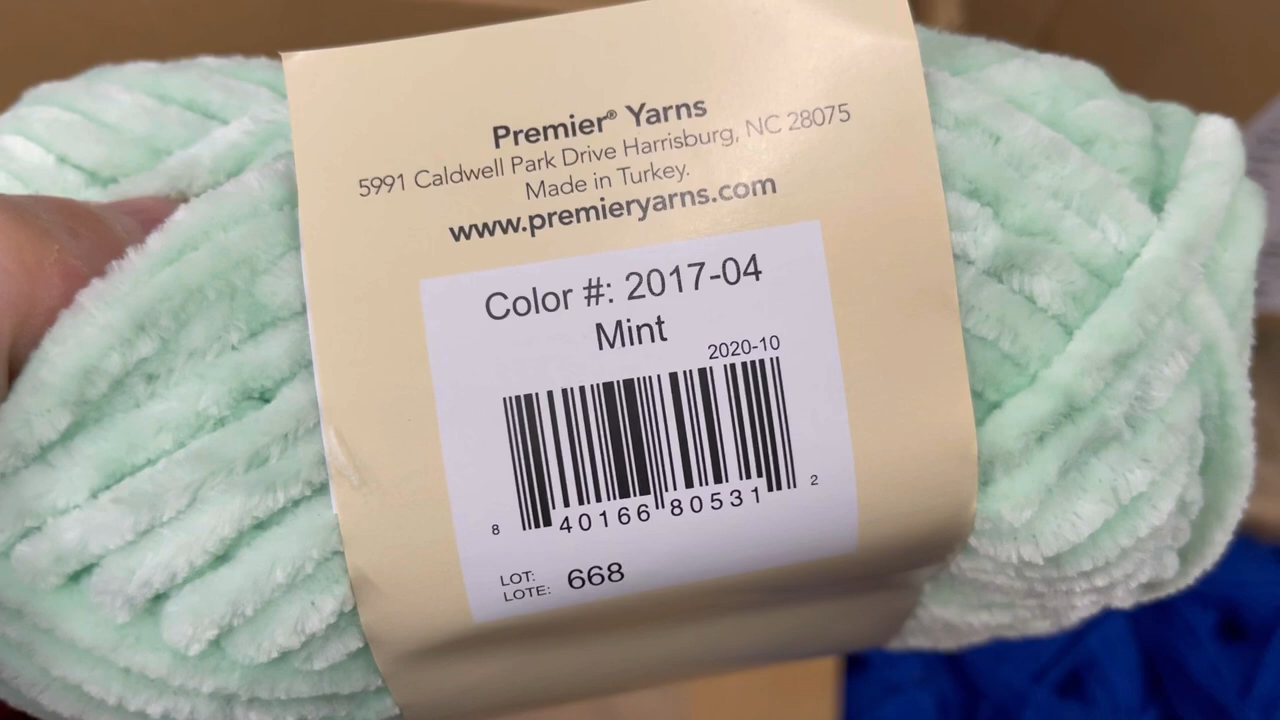 Premier® Yarns
5991 Caldwell Park Drive Harrisburg, NC 28075
Made in Turkey.
www.premieryarns.com
Color #: 2017-04
Mint
2020-10
8 40166 80531 2
LOT:
LOTE: 668